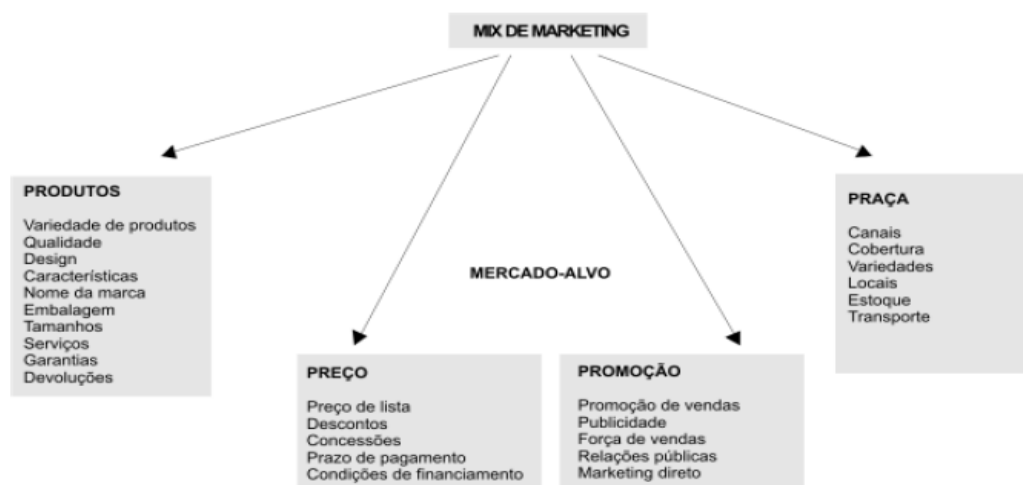 MIX DE MARKETING
PRODUTOS
Variedade de produtos
Qualidade
Design
Características
Nome da marca
Embalagem
Tamanhos
Serviços
Garantias
Devoluções
MERCADO-ALVO
PREÇO
Preço de lista
Descontos
Concessões
Prazo de pagamento
Condições de financiamento
PROMOÇÃO
Promoção de vendas
Publicidade
Força de vendas
Relações públicas
Marketing direto
PRAÇA
Canais
Cobertura
Variedades
Locais
Estoque
Transporte